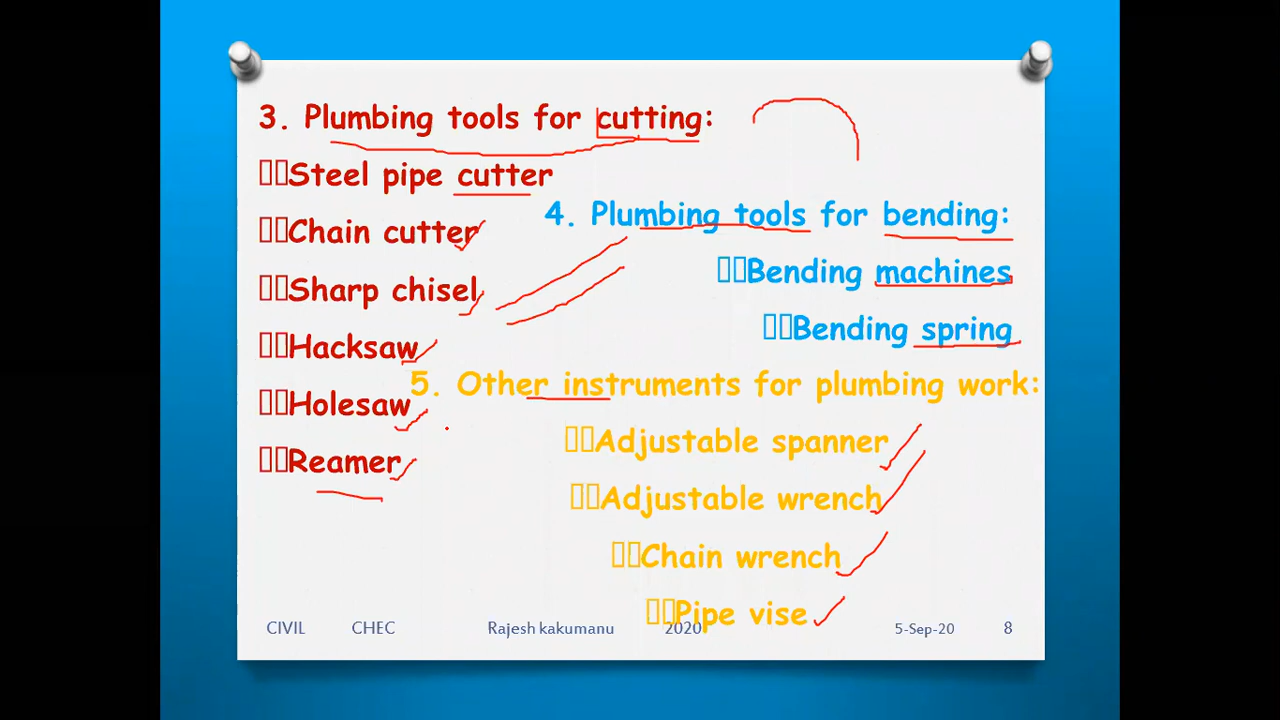 3. Plumbing tools for cutting:
Steel pipe cutter
Chain cutter
Sharp chisel
Hacksaw
Holesaw
Reamer
4. Plumbing tools for bending:
Bending machines
Bending spring
5. Other instruments for plumbing work:
Adjustable spanner
Adjustable wrench
Chain wrench
Pipe vise
CIVIL CHEC Rajesh kakumanu 2020 5-Sep-20 8